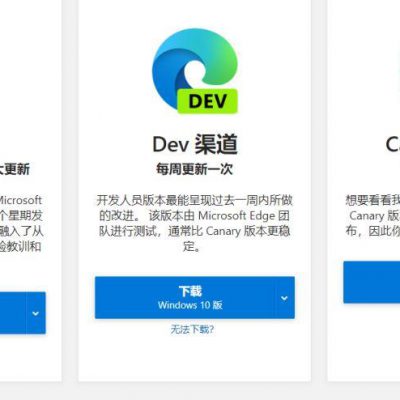 大更新
Microsoft
个星期发
融入了从
验教训和
DEV
Dev 渠道
每周更新一次
开发人员版本最能呈现过去一周内所做
的改进。 该版本由 Microsoft Edge 团
队进行测试，通常比 Canary 版本更稳
定。
下载
Windows 10 版
无法下载?
Ca
想要看看我
Canary 版
布，因此你